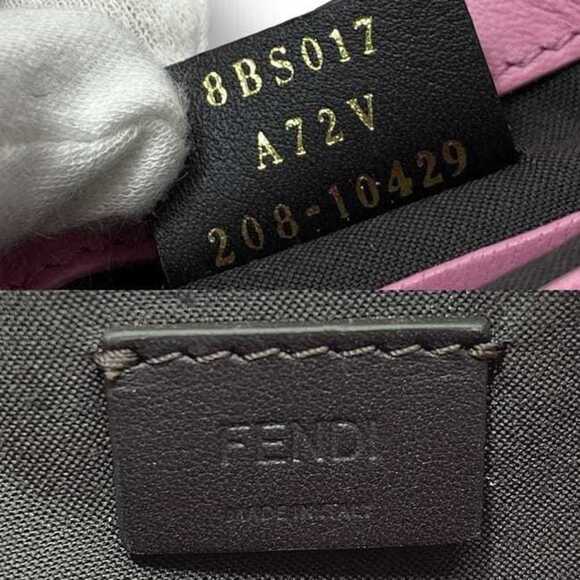 8BS017
A72V
208-10429
FENDI
MADE IN ITALY